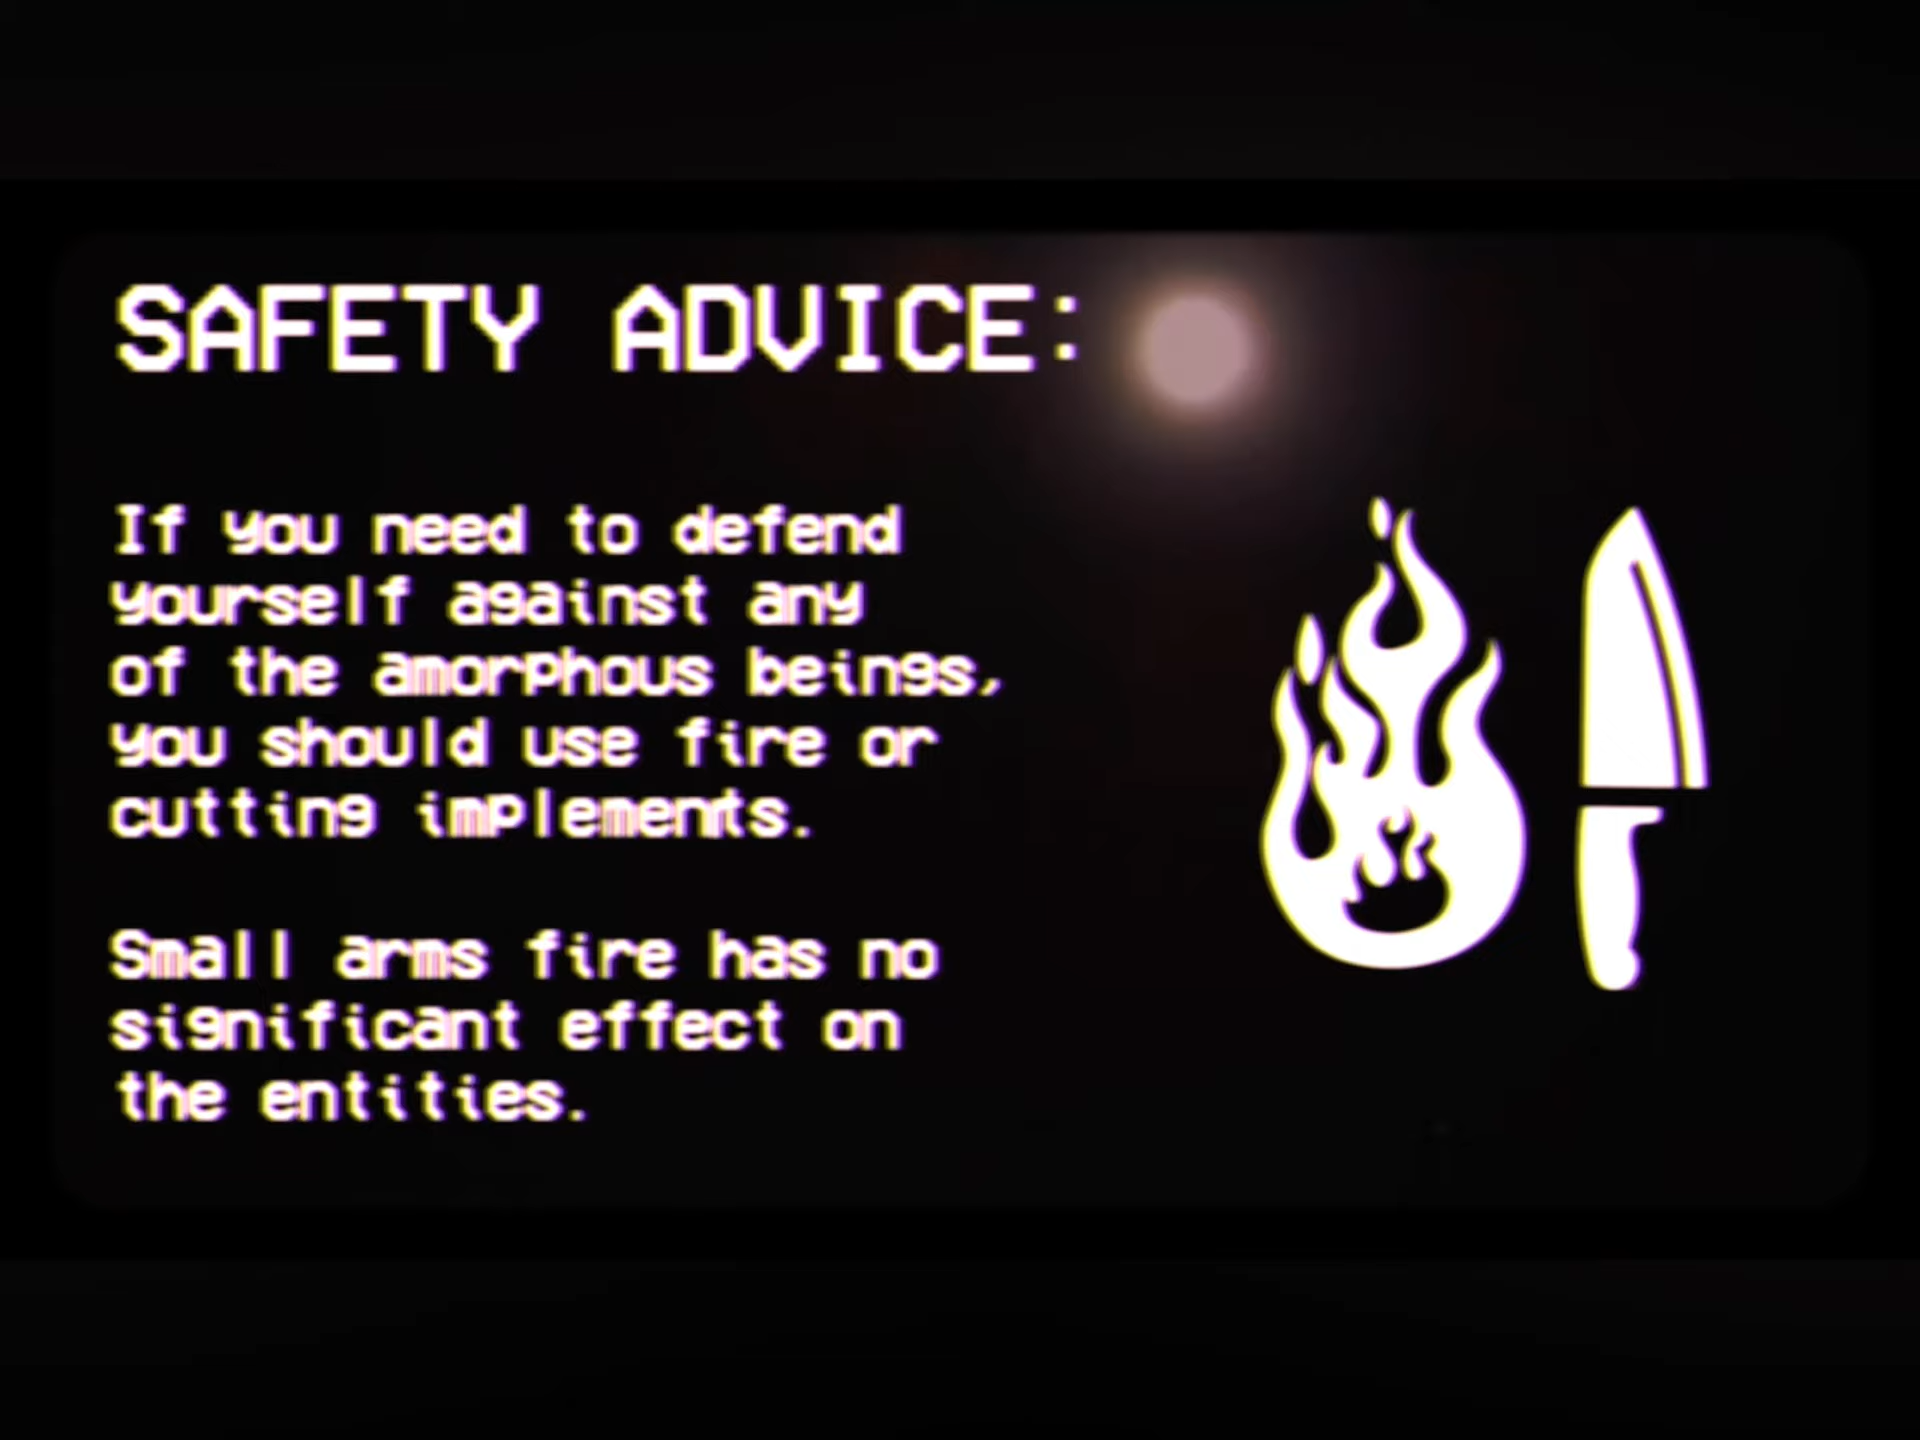 SAFETY ADVICE:
If you need to defend
yourself against any
of the amorphous beings,
you should use fire or
cutting implements.
Small arms fire has no
significant effect on
the entities.